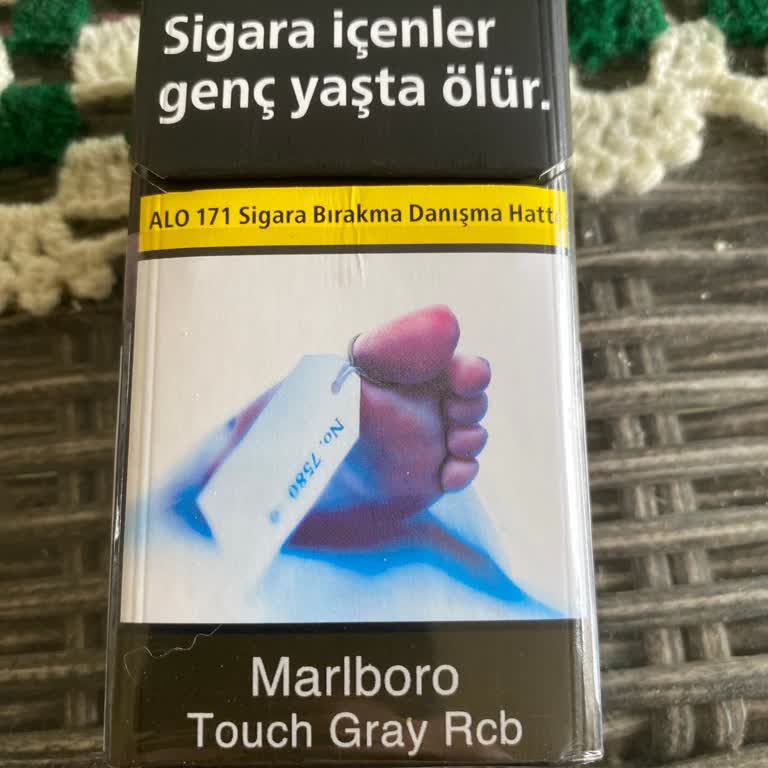 Sigara içenler
genç yaşta ölür.
ALO 171 Sigara Bırakma Danışma Hattı
No. 7580
Marlboro
Touch Gray Rcb